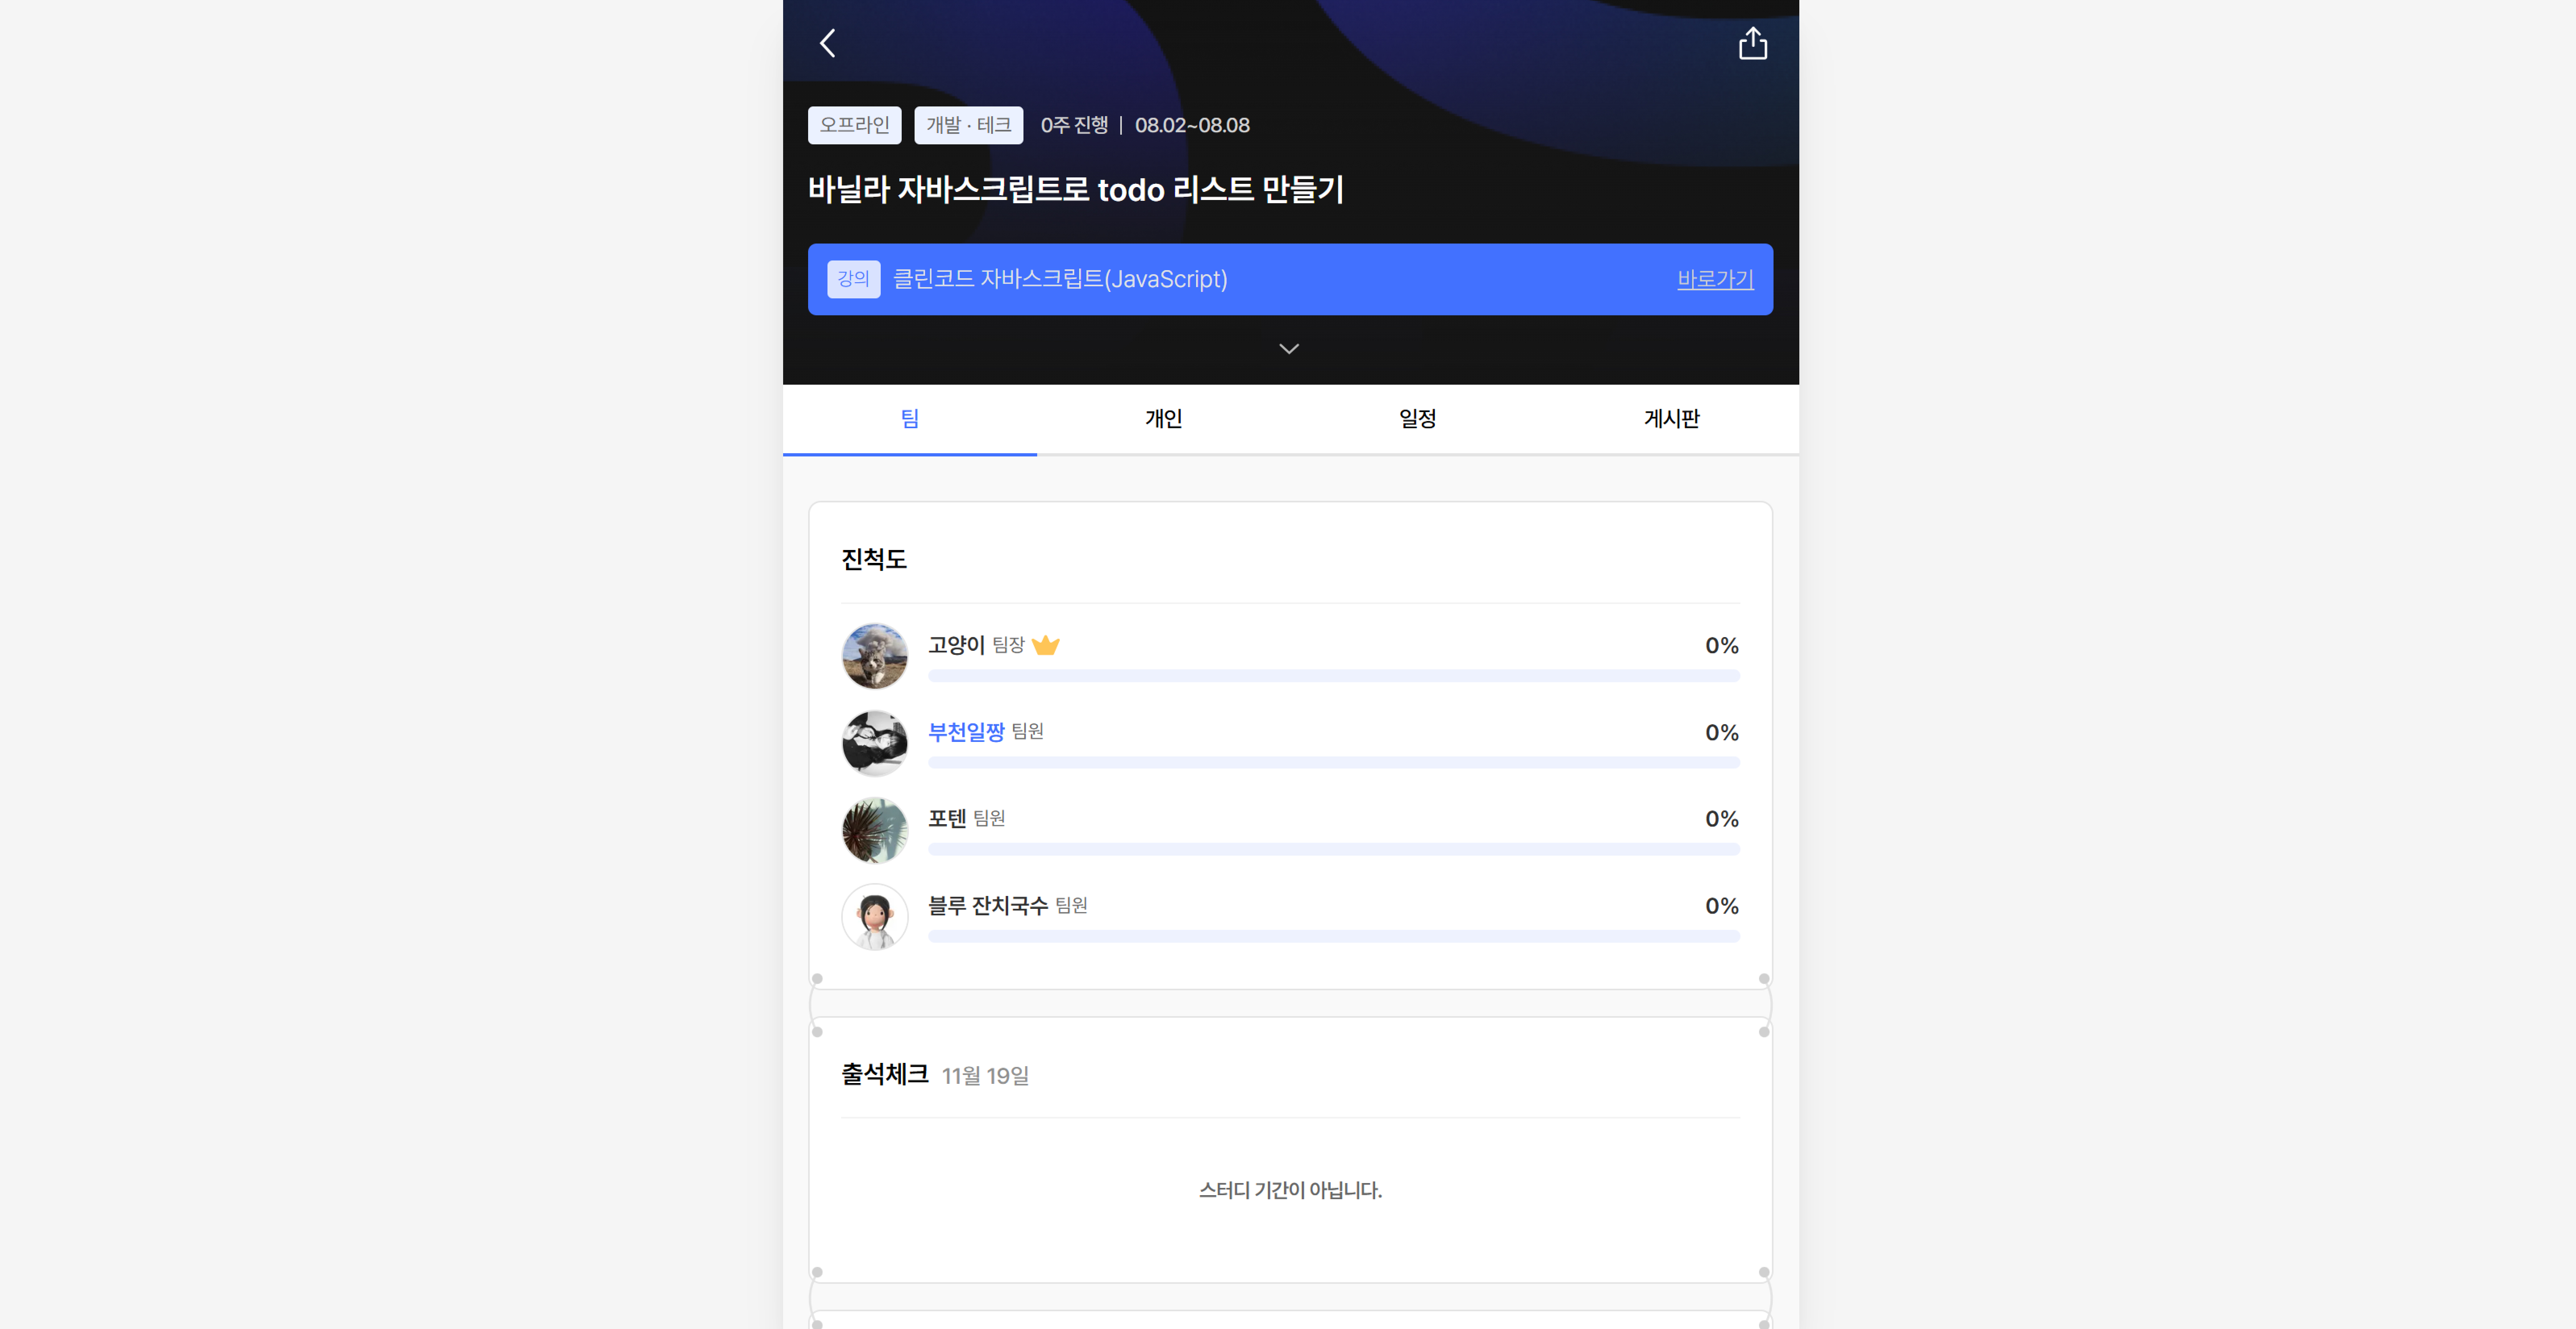 오프라인 개발 · 테크 0주 진행 | 08.02~08.08
바닐라 자바스크립트로 todo 리스트 만들기
강의 클린코드 자바스크립트(JavaScript) 바로가기
팀 개인 일정 게시판
진척도
고양이 팀장 0%
부천일짱 팀원 0%
포텐 팀원 0%
블루 잔치국수 팀원 0%
출석체크 11월 19일
스터디 기간이 아닙니다.